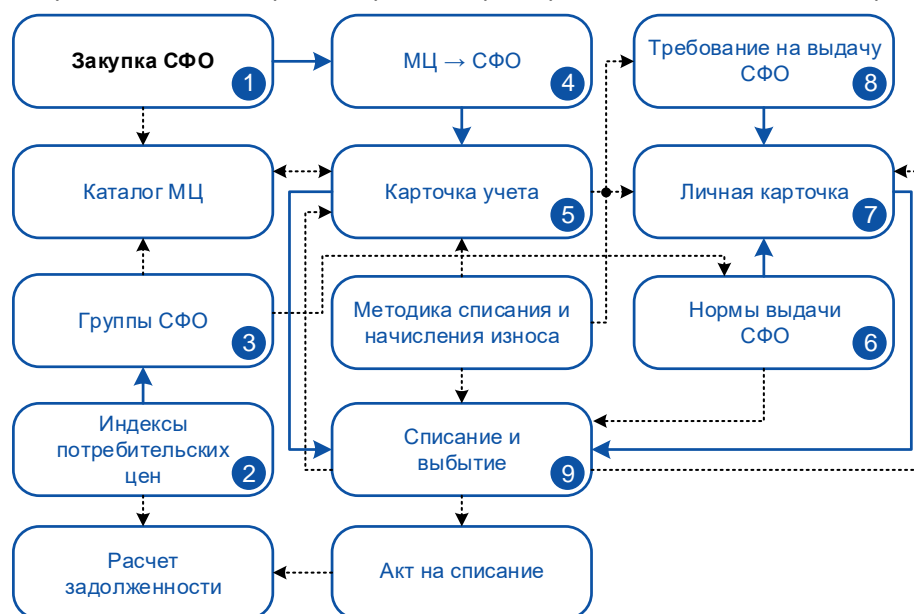 Закупка СФО
1
МЦ → СФО
4
Требование на выдачу
СФО
8
Каталог МЦ
Карточка учета
5
Личная карточка
7
Группы СФО
3
Методика списания и
начисления износа
Нормы выдачи
СФО
6
Индексы
потребительских
цен
2
Списание и
выбытие
9
Расчет
задолженности
Акт на списание